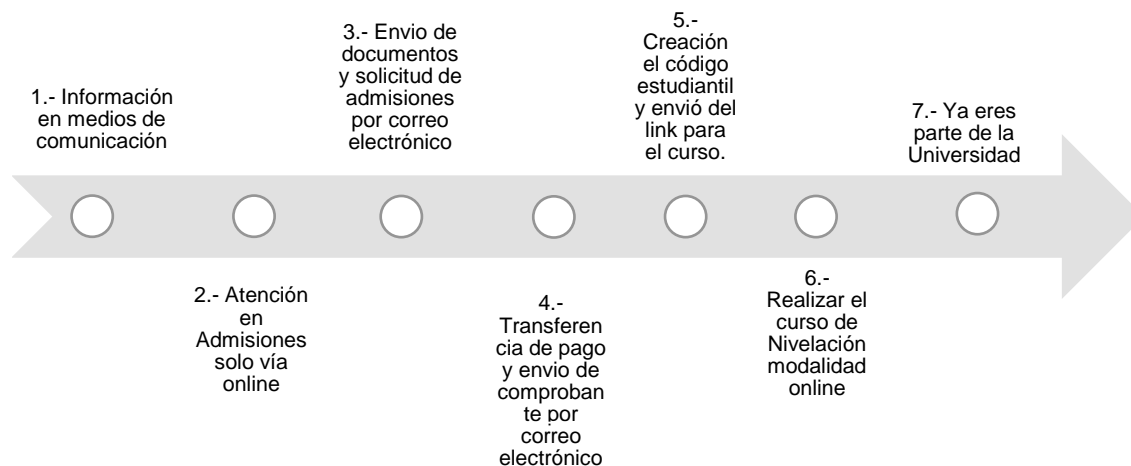 1.- Información
en medios de
comunicación
2.- Atención
en
Admisiones
solo vía
online
3.- Envio de
documentos
y solicitud de
admisiones
por correo
electrónico
4.-
Transferen
cia de pago
y envio de
comproban
te por
correo
electrónico
5.-
Creación
el código
estudiantil
y envió del
link para
el curso.
6.-
Realizar el
curso de
Nivelación
modalidad
online
7.- Ya eres
parte de la
Universidad